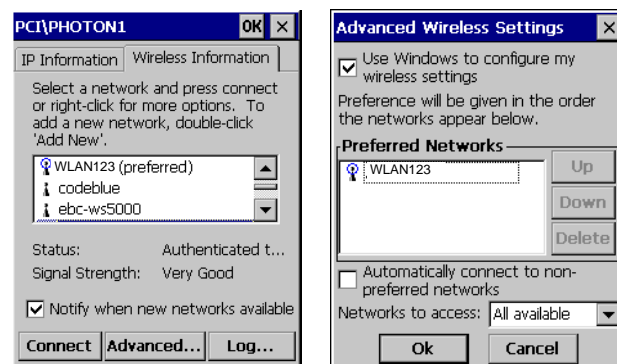 PCI\PHOTON1 OK ×
IP Information Wireless Information
Select a network and press connect
or right-click for more options. To
add a new network, double-click
'Add New'.
WLAN123 (preferred)
codeblue
ebc-ws5000
Status: Authenticated t...
Signal Strength: Very Good
Notify when new networks available
Connect Advanced... Log...
Advanced Wireless Settings ×
Use Windows to configure my
wireless settings
Preference will be given in the order
the networks appear below.
Preferred Networks
WLAN123
Up
Down
Delete
Automatically connect to non-
preferred networks
Networks to access: All available
Ok Cancel